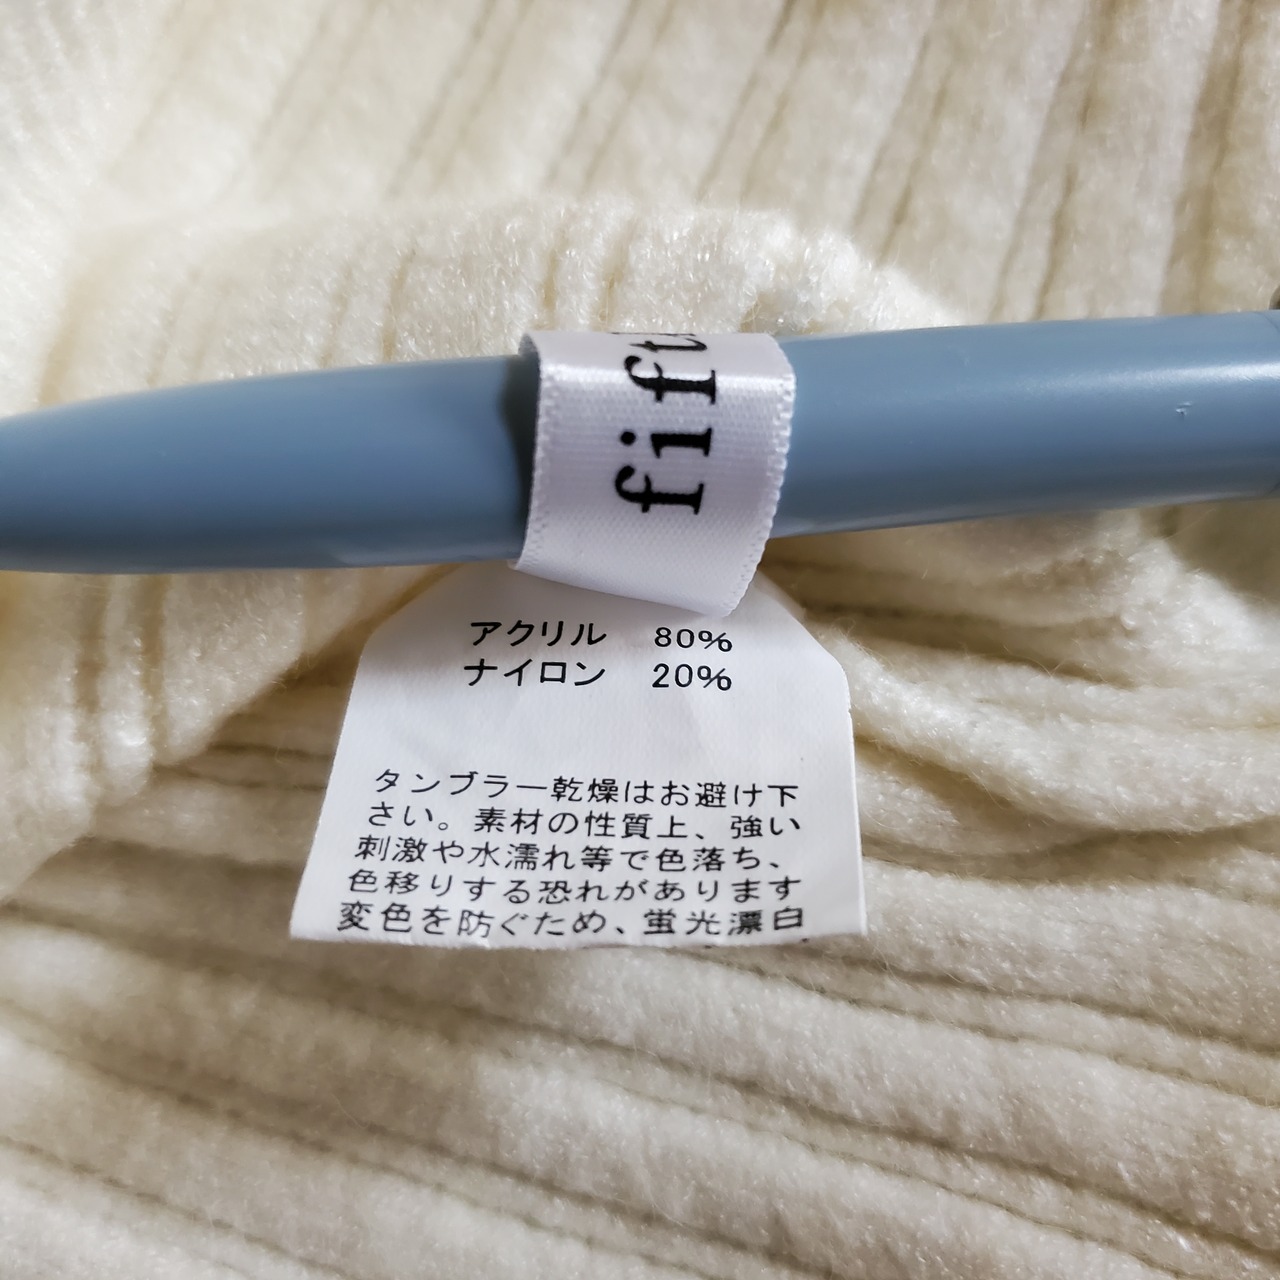 fift
アクリル 80%
ナイロン 20%
タンブラー乾燥はお避け下
さい。素材の性質上、強い
刺激や水濡れ等で色落ち、
色移りする恐れがあります
変色を防ぐため、蛍光漂白